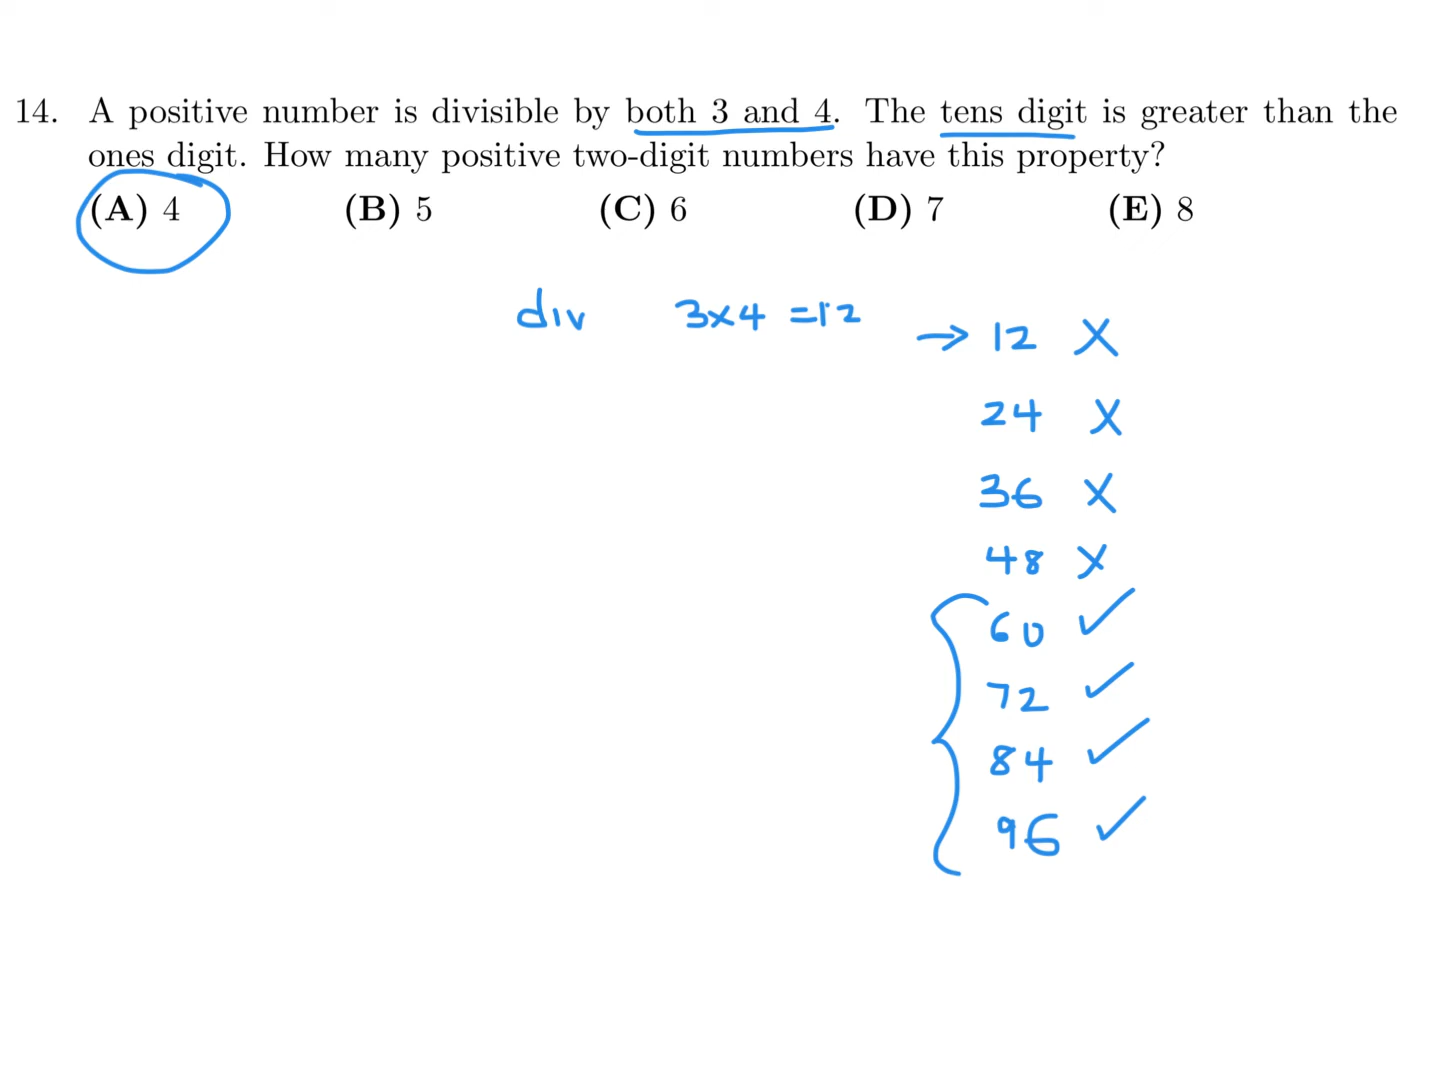 14. A positive number is divisible by both 3 and 4. The tens digit is greater than the
ones digit. How many positive two-digit numbers have this property?
(A) 4 (B) 5 (C) 6 (D) 7 (E) 8
div 3x4 =12
→ 12 X
24 X
36 X
48 X
60 ✓
72 ✓
84 ✓
96 ✓